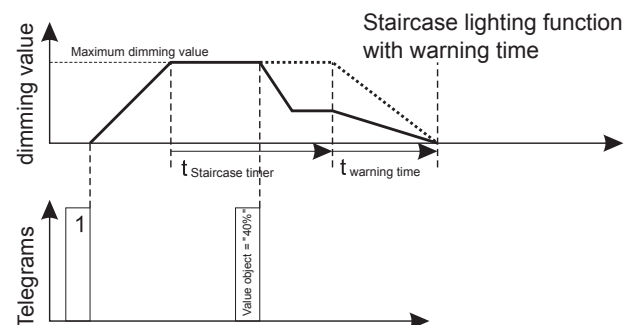 Staircase lighting function
with warning time
dimming value
Maximum dimming value
t Staircase timer
t warning time
Telegrams
1
Value object = "40%"